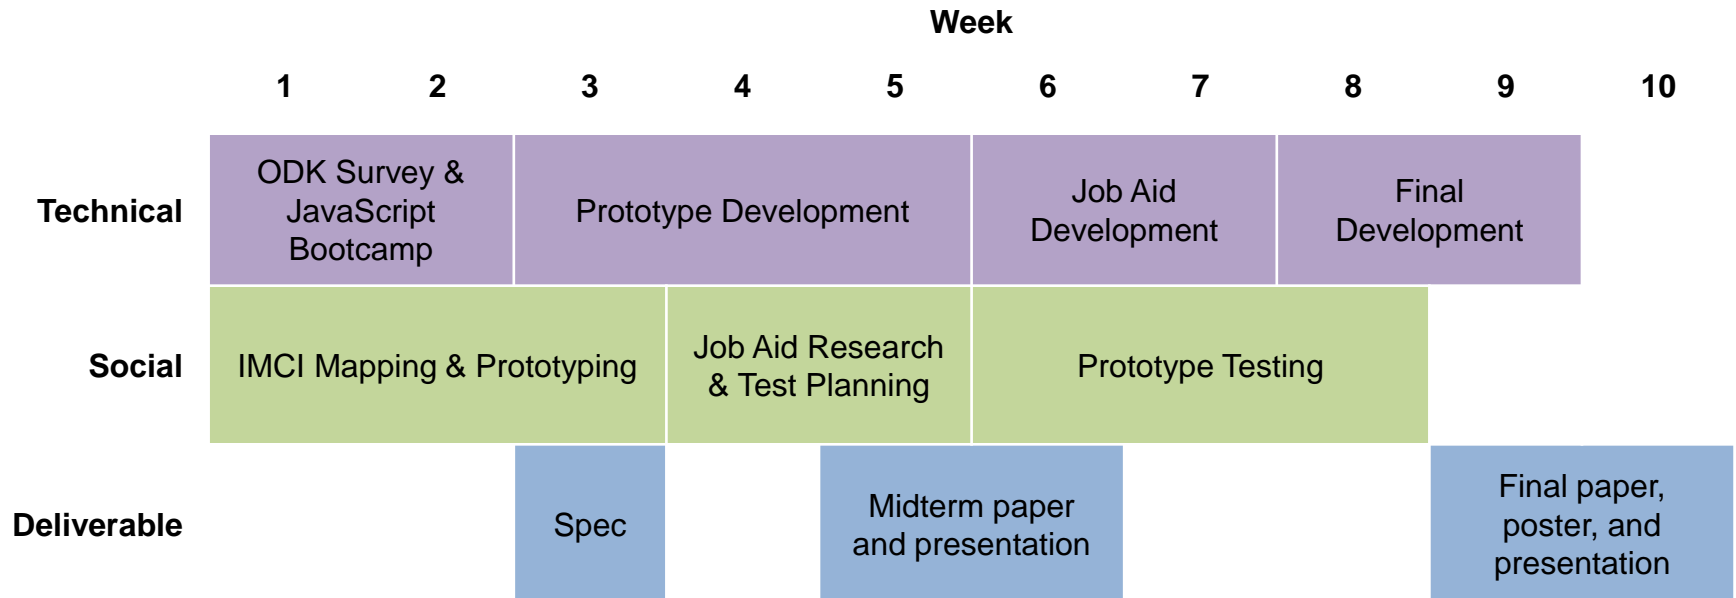 Week
1 2 3 4 5 6 7 8 9 10
Technical
ODK Survey &
JavaScript
Bootcamp
Prototype Development
Job Aid
Development
Final
Development
Social
IMCI Mapping & Prototyping
Job Aid Research
& Test Planning
Prototype Testing
Deliverable
Spec
Midterm paper
and presentation
Final paper,
poster, and
presentation